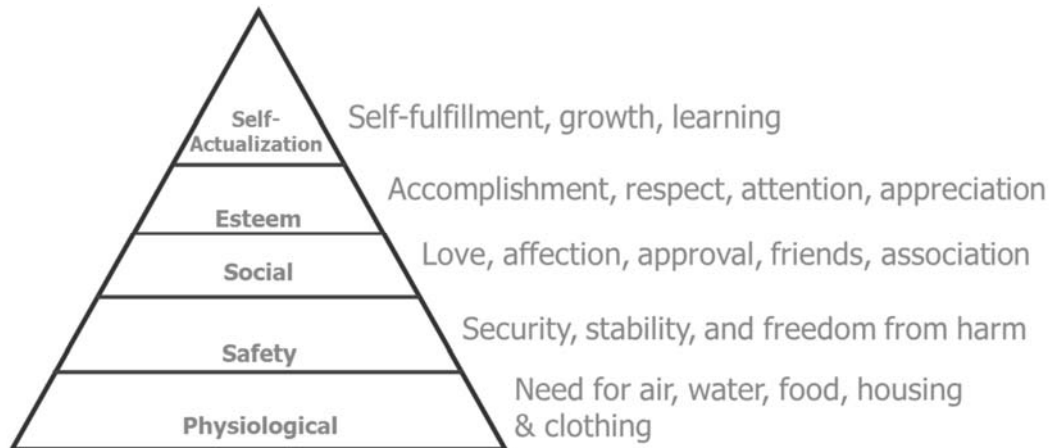 Self-
Actualization
Self-fulfillment, growth, learning
Esteem
Accomplishment, respect, attention, appreciation
Social
Love, affection, approval, friends, association
Safety
Security, stability, and freedom from harm
Physiological
Need for air, water, food, housing
& clothing